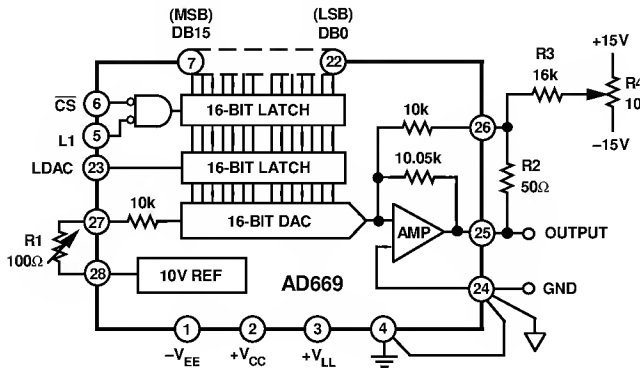 (MSB)
DB15
(LSB)
DB0
7
22
+15V
R3
16k
R4
10
–15V
CS
6
5
L1
16-BIT LATCH
10k
26
LDAC
23
16-BIT LATCH
10.05k
R2
50Ω
27
10k
16-BIT DAC
AMP
25
OUTPUT
R1
100Ω
28
10V REF
AD669
24
GND
1
2
3
4
–VEE
+VCC
+VLL